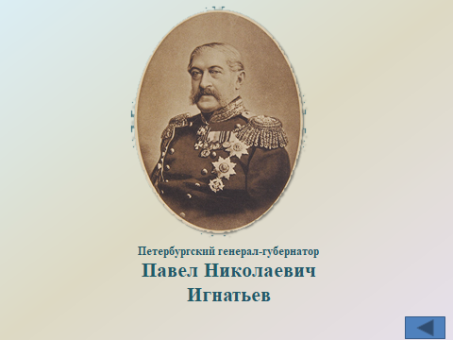 Петербургский генерал-губернатор
Павел Николаевич
Игнатьев